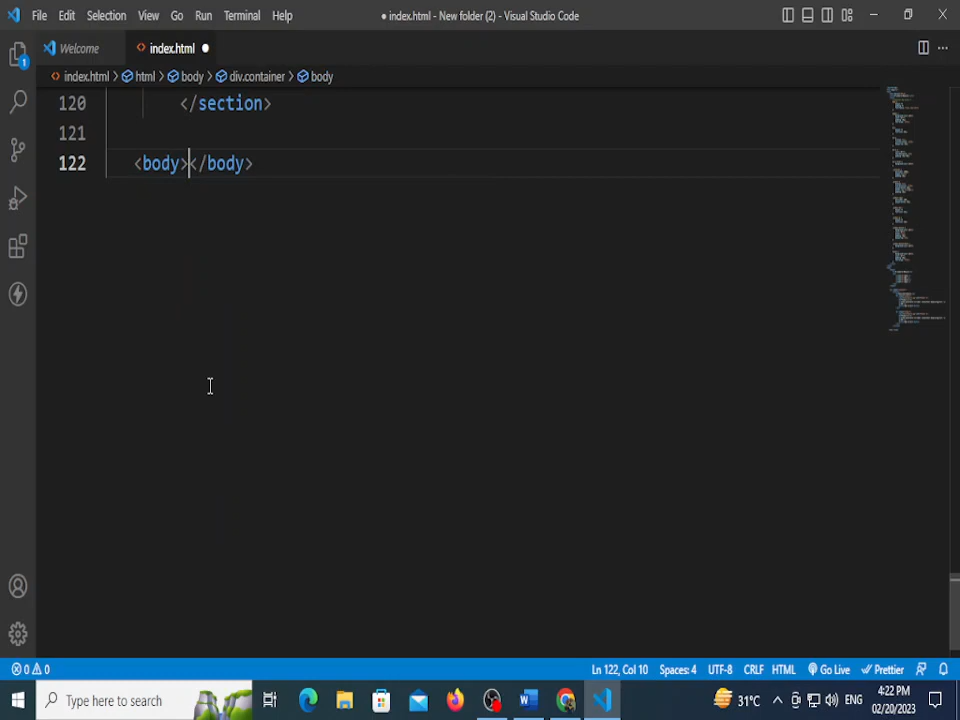 File Edit Selection View Go Run Terminal Help ● index.html - New folder (2) - Visual Studio Code
Welcome <> index.html ●
<> index.html > html > body > div.container > body
120 </section>
121
122 <body></body>
1
0 0 Ln 122, Col 10 Spaces: 4 UTF-8 CRLF HTML Go Live Prettier
Type here to search 31°C ENG 4:22 PM
02/20/2023